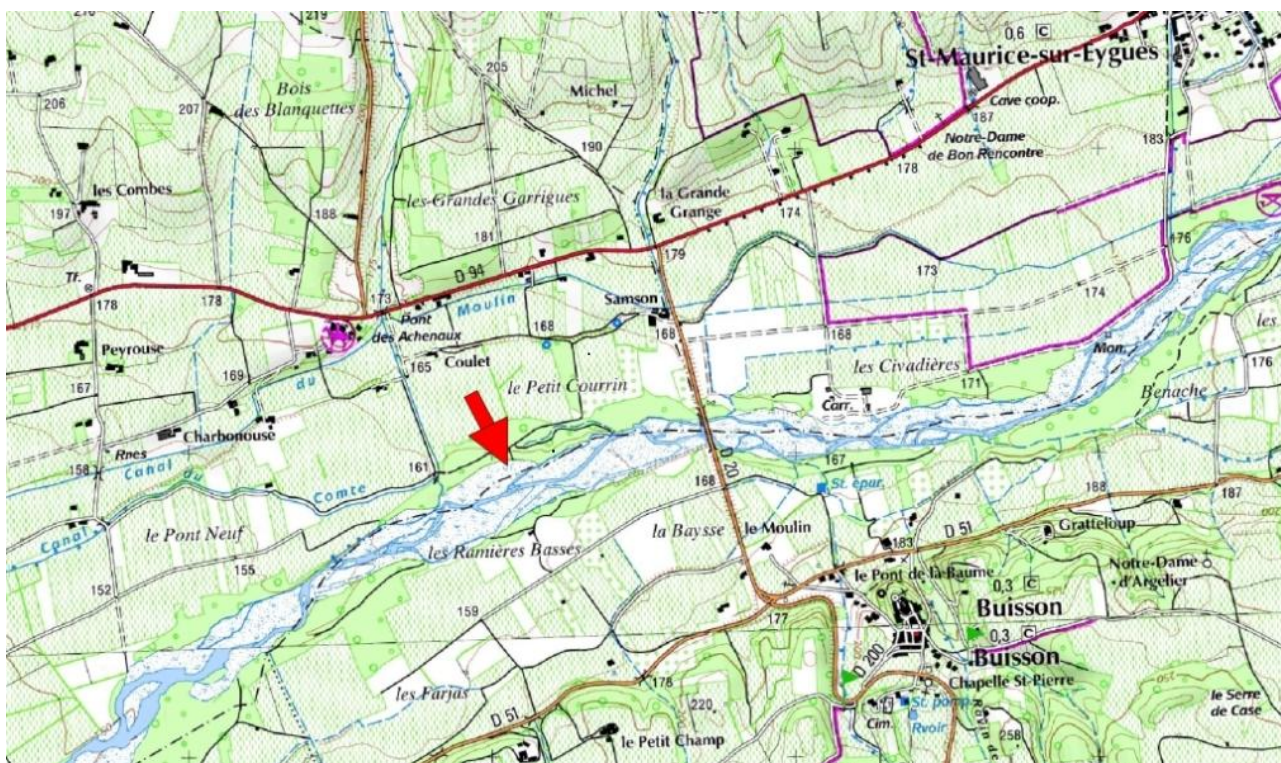 219
205
206
207
Bois
des Blanquettes
Michel
190
0,6 C
St-Maurice-sur-Eygues
Cave coop.
187
Notre-Dame
de Bon Rencontre
178
183
les Combes
197
188
les Grandes Garrigues
181
la Grande
Grange
174
179
176
173
174
Tf.
178
178
173
D 94
Moulin
Samson
168
168
168
Pont
des Achenaux
Peyrouse
Coulet
165
169
du
167
le Petit Courrin
les Civadières
171
Mon.
les
176
Benache
Carr.
Charbonouse
Rnes
158
Canal du
Comte
161
D 20
167
St. épur.
168
188
187
le Pont Neuf
Canal
155
152
les Ramières Basses
la Baysse
le Moulin
183
D 51
Gratteloup
le Pont de la Baume
0,3 C
Notre-Dame
d'Argelier
159
177
Buisson
0,3 C
Buisson
D 200
Chapelle St-Pierre
les Farjas
178
D 51
220
St. pomp.
Cim.
Rvoir
le Petit Champ
258
le Serre
de Case